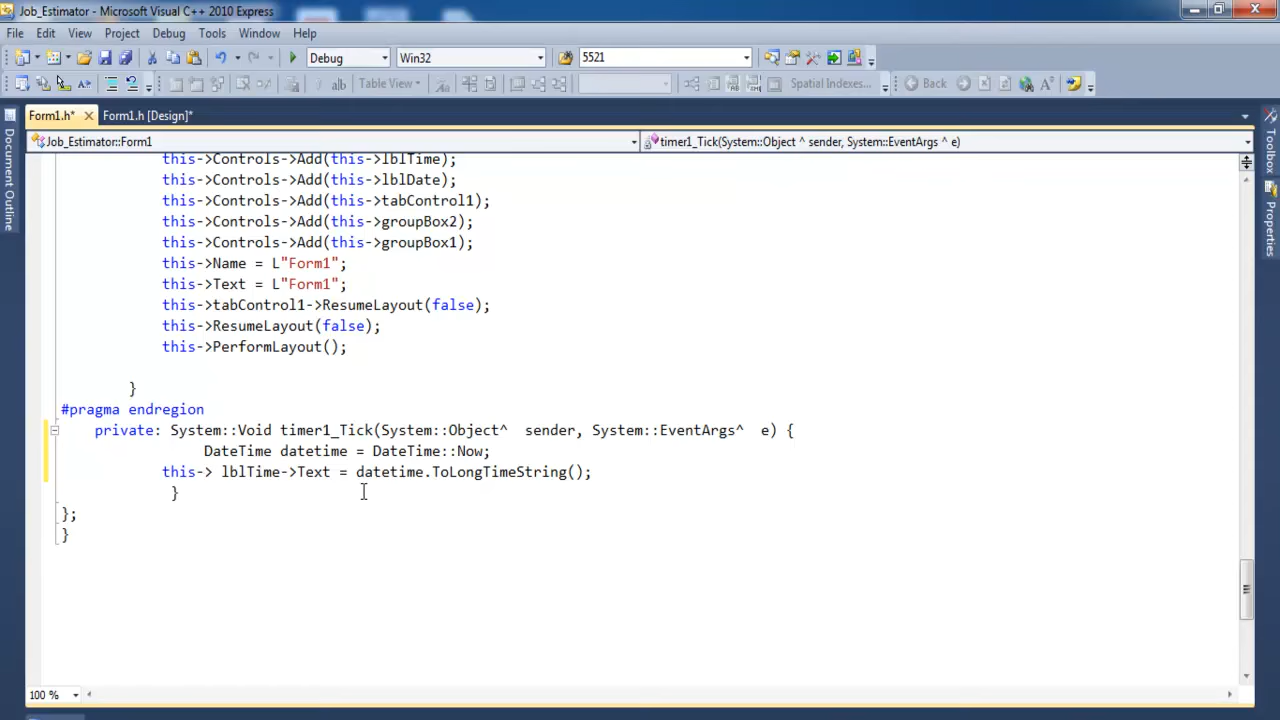 Job_Estimator - Microsoft Visual C++ 2010 Express
File Edit View Project Debug Tools Window Help
Debug Win32 5521
Table View Spatial Indexes... Back
Form1.h* Form1.h [Design]*
Job_Estimator::Form1 timer1_Tick(System::Object ^ sender, System::EventArgs ^ e)
Document Outline
Toolbox
Properties
this->Controls->Add(this->lblTime);
this->Controls->Add(this->lblDate);
this->Controls->Add(this->tabControl1);
this->Controls->Add(this->groupBox2);
this->Controls->Add(this->groupBox1);
this->Name = L"Form1";
this->Text = L"Form1";
this->tabControl1->ResumeLayout(false);
this->ResumeLayout(false);
this->PerformLayout();
}
#pragma endregion
private: System::Void timer1_Tick(System::Object^ sender, System::EventArgs^ e) {
DateTime datetime = DateTime::Now;
this-> lblTime->Text = datetime.ToLongTimeString();
}
};
}
100 %